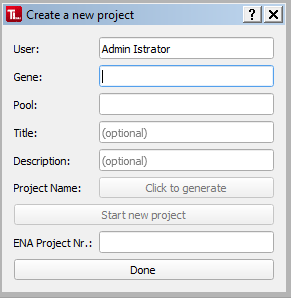 Create a new project
User: Admin Istrator
Gene:
Pool:
Title: (optional)
Description: (optional)
Project Name: Click to generate
Start new project
ENA Project Nr.:
Done